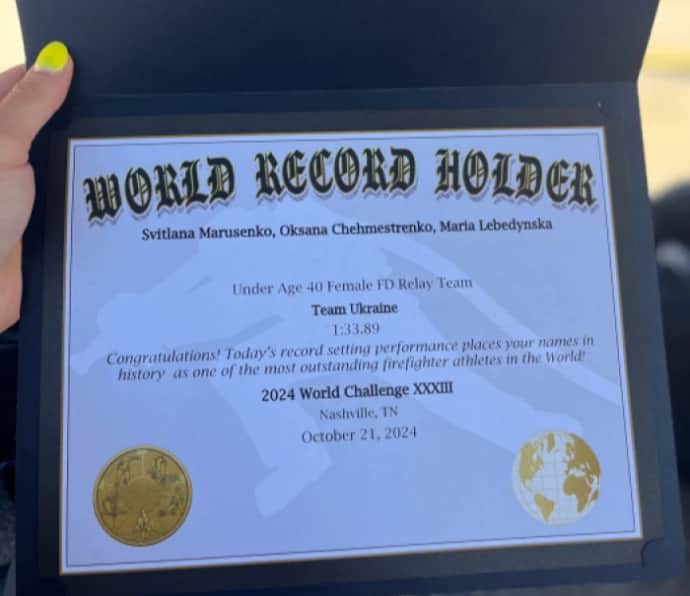 WORLD RECORD HOLDER
Svitlana Marusenko, Oksana Chehmestrenko, Maria Lebedynska
Under Age 40 Female FD Relay Team
Team Ukraine
1:33.89
Congratulations! Today's record setting performance places your names in
history as one of the most outstanding firefighter athletes in the World!
2024 World Challenge XXXIII
Nashville, TN
October 21, 2024